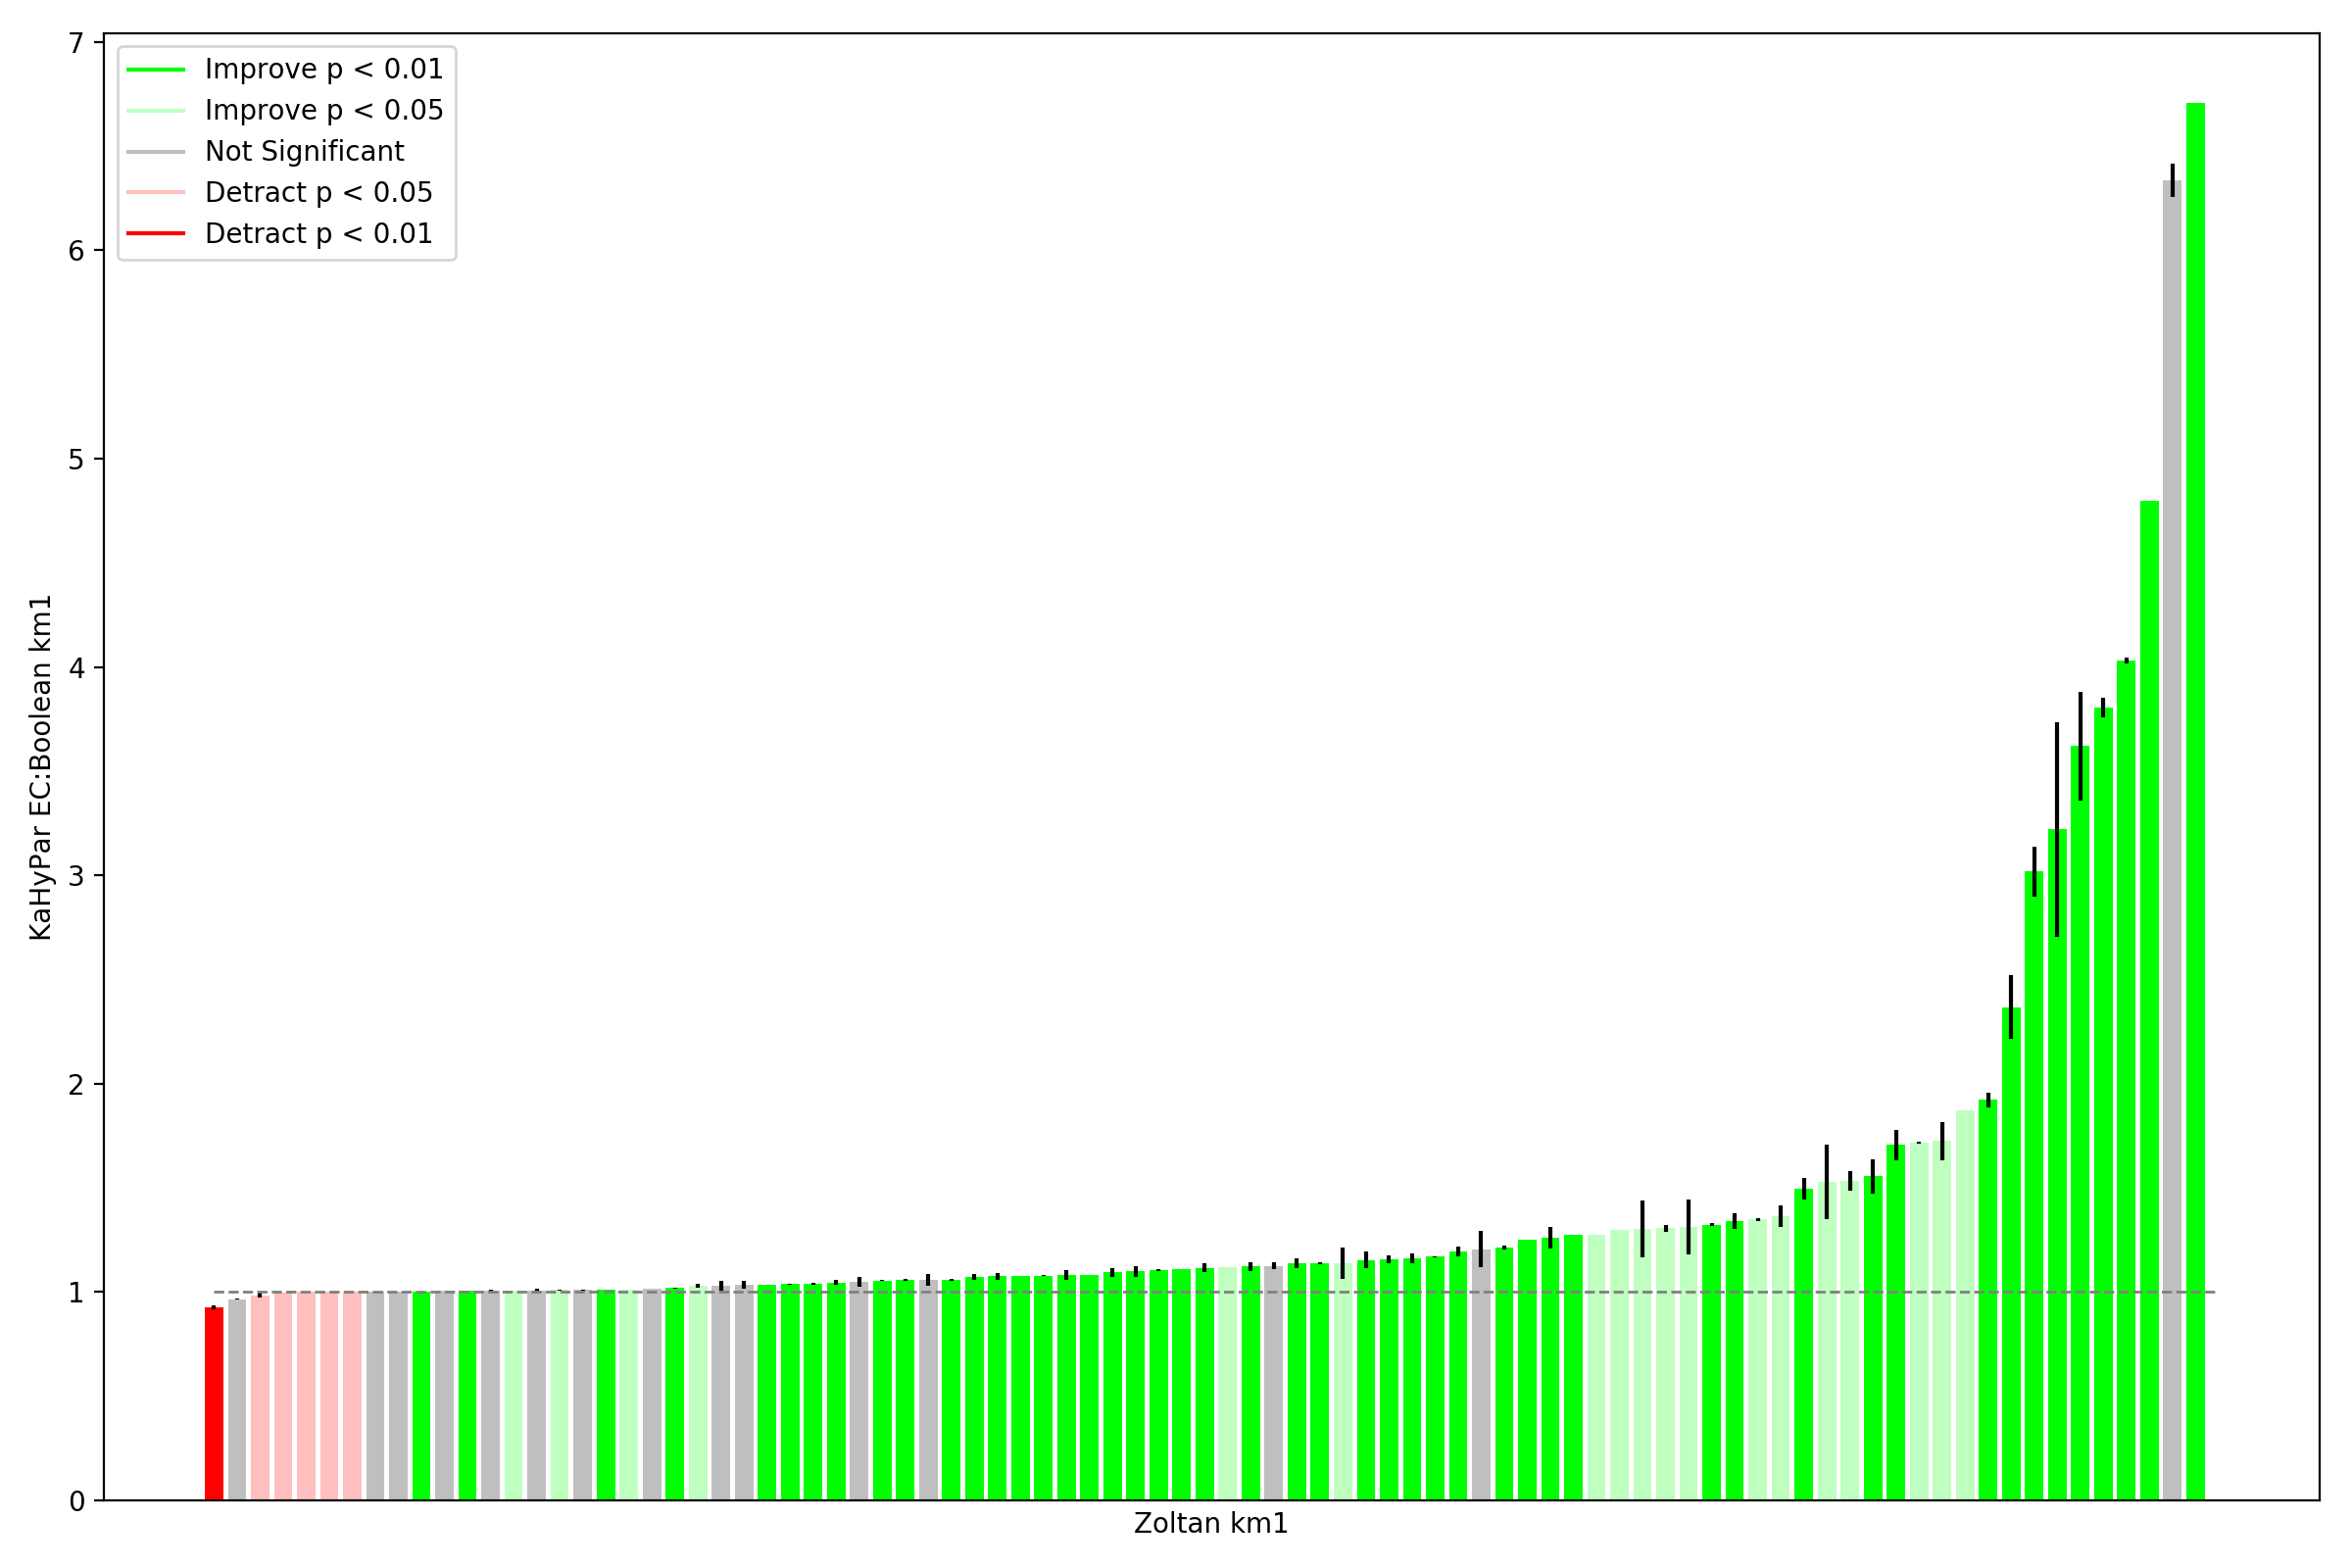 7
6
5
4
3
2
1
0
KaHyPar EC:Boolean km1
Improve p < 0.01
Improve p < 0.05
Not Significant
Detract p < 0.05
Detract p < 0.01
Zoltan km1